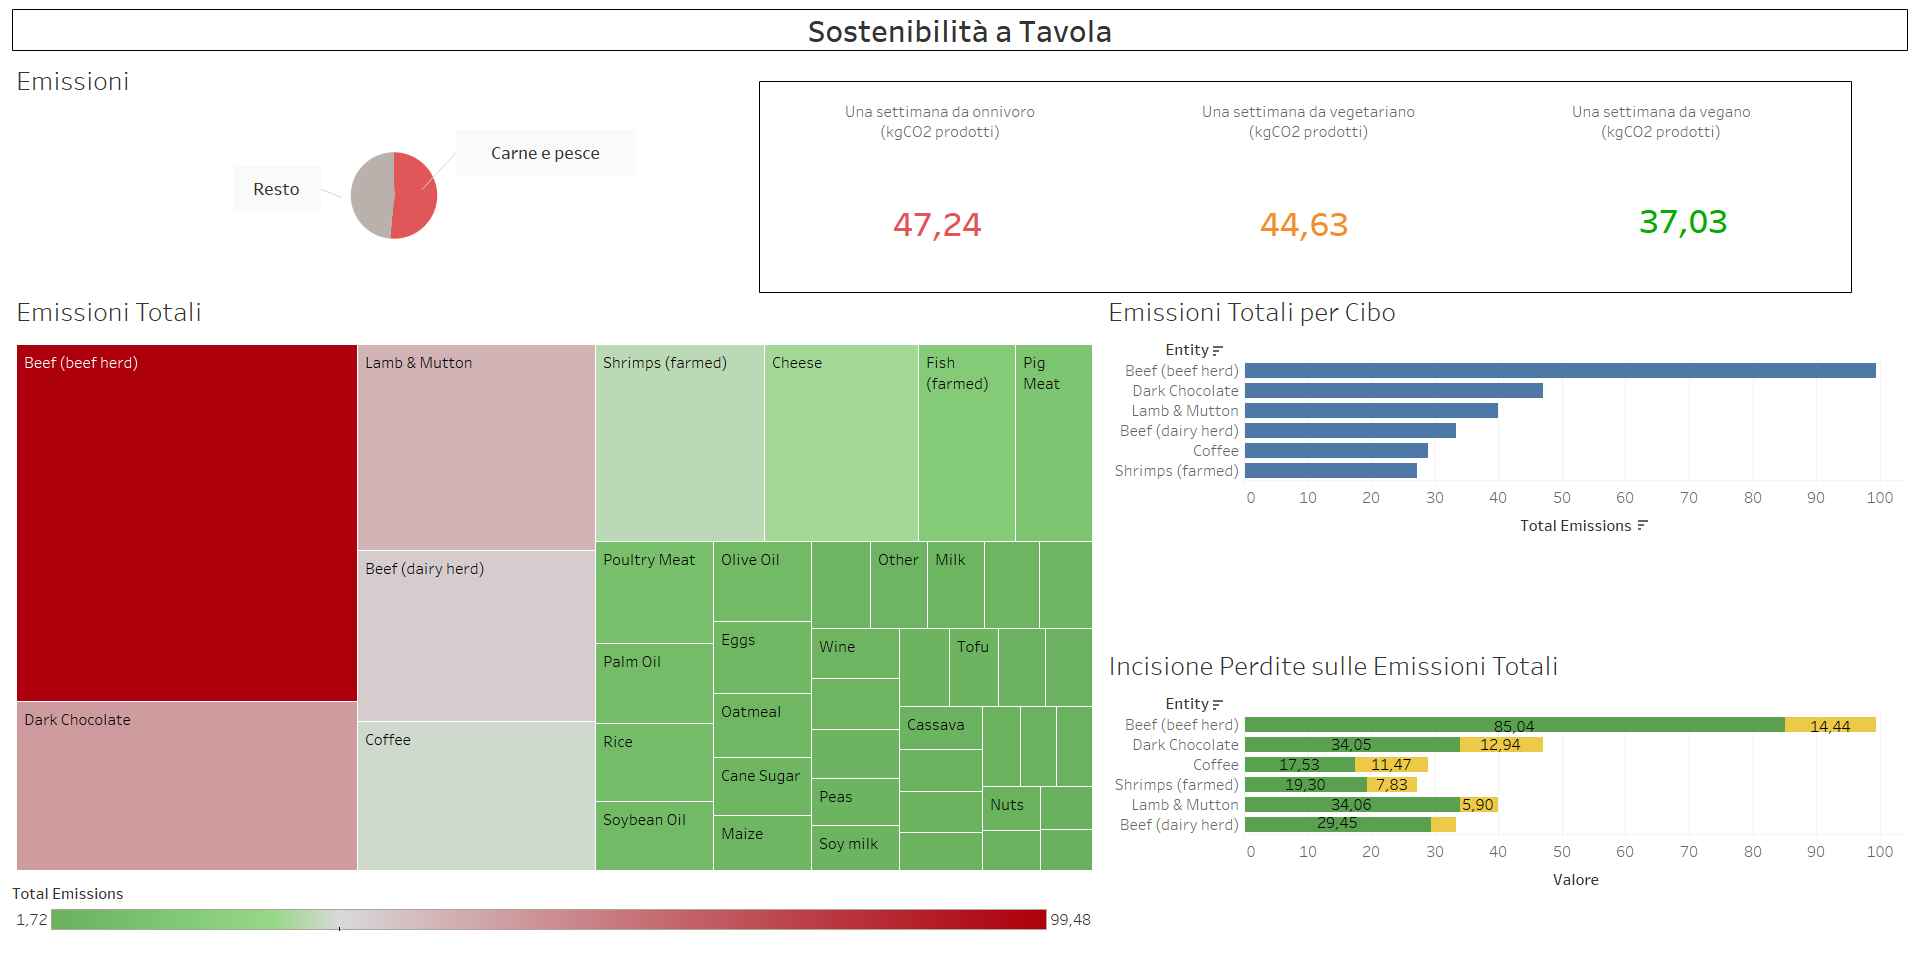 Sostenibilità a Tavola
Emissioni
Carne e pesce
Resto
Una settimana da onnivoro
(kgCO2 prodotti)
47,24
Una settimana da vegetariano
(kgCO2 prodotti)
44,63
Una settimana da vegano
(kgCO2 prodotti)
37,03
Emissioni Totali
Beef (beef herd)
Dark Chocolate
Lamb & Mutton
Beef (dairy herd)
Coffee
Shrimps (farmed)
Cheese
Fish
(farmed)
Pig
Meat
Poultry Meat
Palm Oil
Rice
Soybean Oil
Olive Oil
Eggs
Oatmeal
Cane Sugar
Maize
Other
Milk
Wine
Tofu
Peas
Soy milk
Cassava
Nuts
Total Emissions
1,72
99,48
Emissioni Totali per Cibo
Entity
Beef (beef herd)
Dark Chocolate
Lamb & Mutton
Beef (dairy herd)
Coffee
Shrimps (farmed)
0 10 20 30 40 50 60 70 80 90 100
Total Emissions
Incisione Perdite sulle Emissioni Totali
Entity
Beef (beef herd) 85,04 14,44
Dark Chocolate 34,05 12,94
Coffee 17,53 11,47
Shrimps (farmed) 19,30 7,83
Lamb & Mutton 34,06 5,90
Beef (dairy herd) 29,45
0 10 20 30 40 50 60 70 80 90 100
Valore